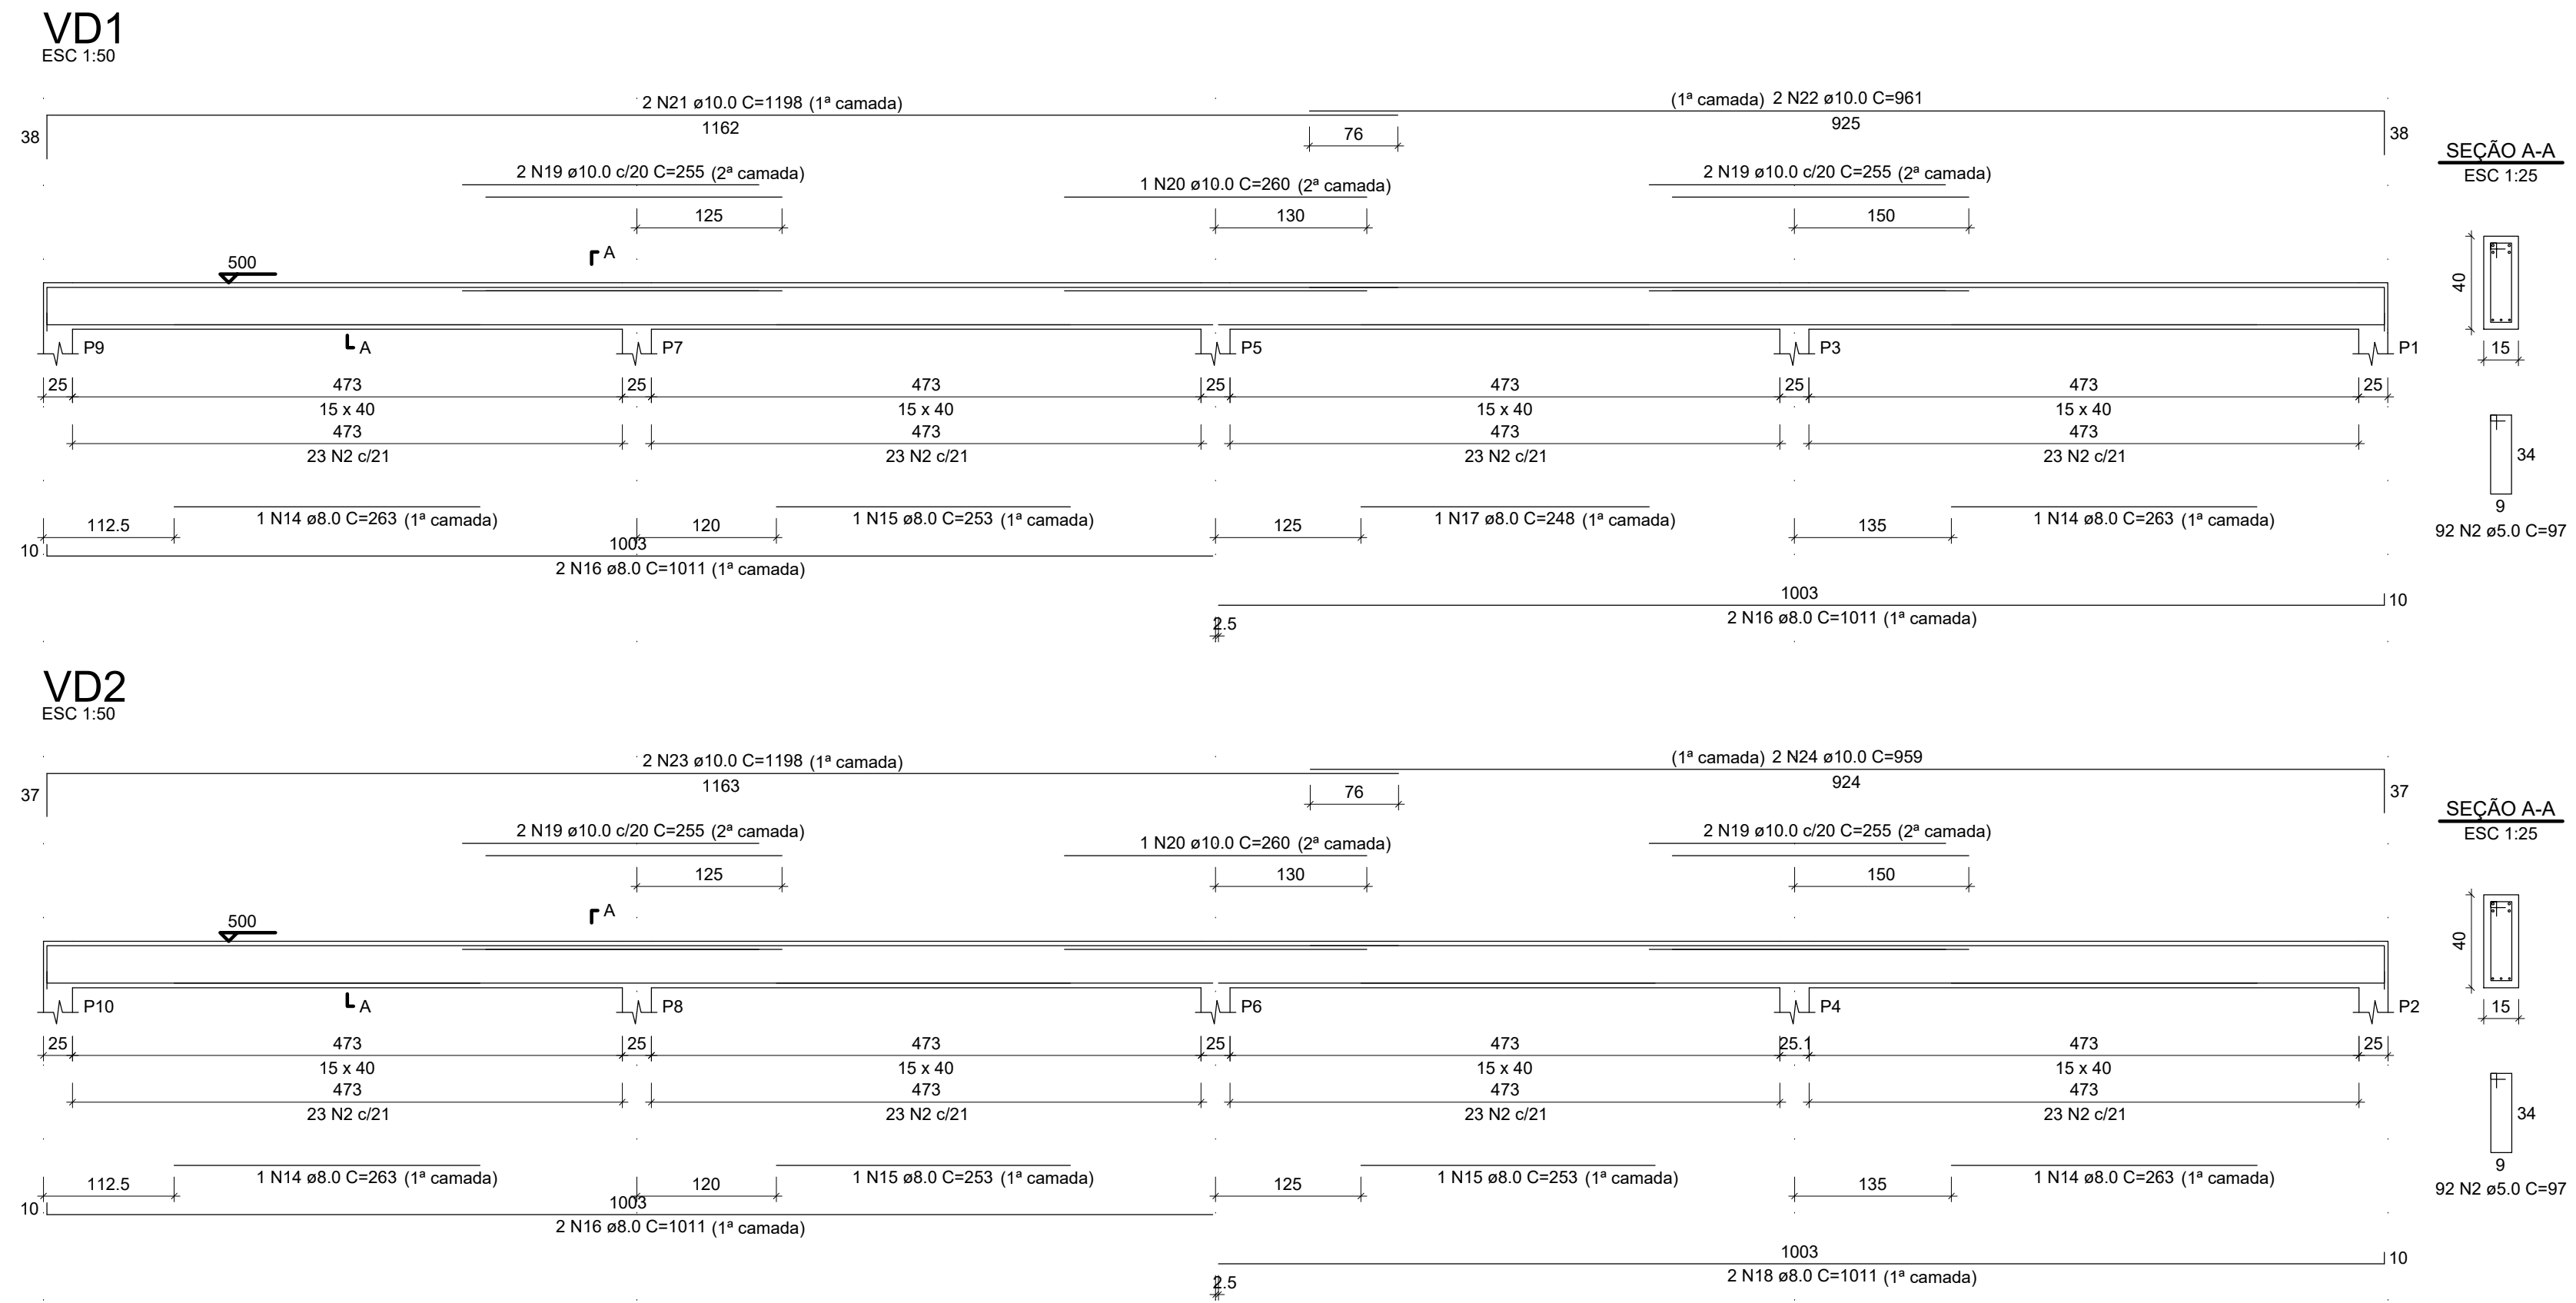 VD1
ESC 1:50
2 N21 ø10.0 C=1198 (1ª camada)
(1ª camada) 2 N22 ø10.0 C=961
38
1162
76
925
38
SEÇÃO A-A
ESC 1:25
2 N19 ø10.0 c/20 C=255 (2ª camada)
1 N20 ø10.0 C=260 (2ª camada)
2 N19 ø10.0 c/20 C=255 (2ª camada)
125
130
150
A
500
40
15
A
P9
P7
P5
P3
P1
25
473
25
473
25
473
25
473
25
15 x 40
15 x 40
15 x 40
15 x 40
473
473
473
473
23 N2 c/21
23 N2 c/21
23 N2 c/21
23 N2 c/21
34
9
92 N2 ø5.0 C=97
1 N14 ø8.0 C=263 (1ª camada)
1 N15 ø8.0 C=253 (1ª camada)
1 N17 ø8.0 C=248 (1ª camada)
1 N14 ø8.0 C=263 (1ª camada)
112.5
120
125
135
10
1003
2 N16 ø8.0 C=1011 (1ª camada)
1003
10
2 N16 ø8.0 C=1011 (1ª camada)
2.5
VD2
ESC 1:50
2 N23 ø10.0 C=1198 (1ª camada)
(1ª camada) 2 N24 ø10.0 C=959
37
1163
76
924
37
SEÇÃO A-A
ESC 1:25
2 N19 ø10.0 c/20 C=255 (2ª camada)
1 N20 ø10.0 C=260 (2ª camada)
2 N19 ø10.0 c/20 C=255 (2ª camada)
125
130
150
A
500
40
15
A
P10
P8
P6
P4
P2
25
473
25
473
25
473
25.1
473
25
15 x 40
15 x 40
15 x 40
15 x 40
473
473
473
473
23 N2 c/21
23 N2 c/21
23 N2 c/21
23 N2 c/21
34
9
92 N2 ø5.0 C=97
1 N14 ø8.0 C=263 (1ª camada)
1 N15 ø8.0 C=253 (1ª camada)
1 N15 ø8.0 C=253 (1ª camada)
1 N14 ø8.0 C=263 (1ª camada)
112.5
120
125
135
10
1003
2 N16 ø8.0 C=1011 (1ª camada)
1003
10
2 N18 ø8.0 C=1011 (1ª camada)
2.5